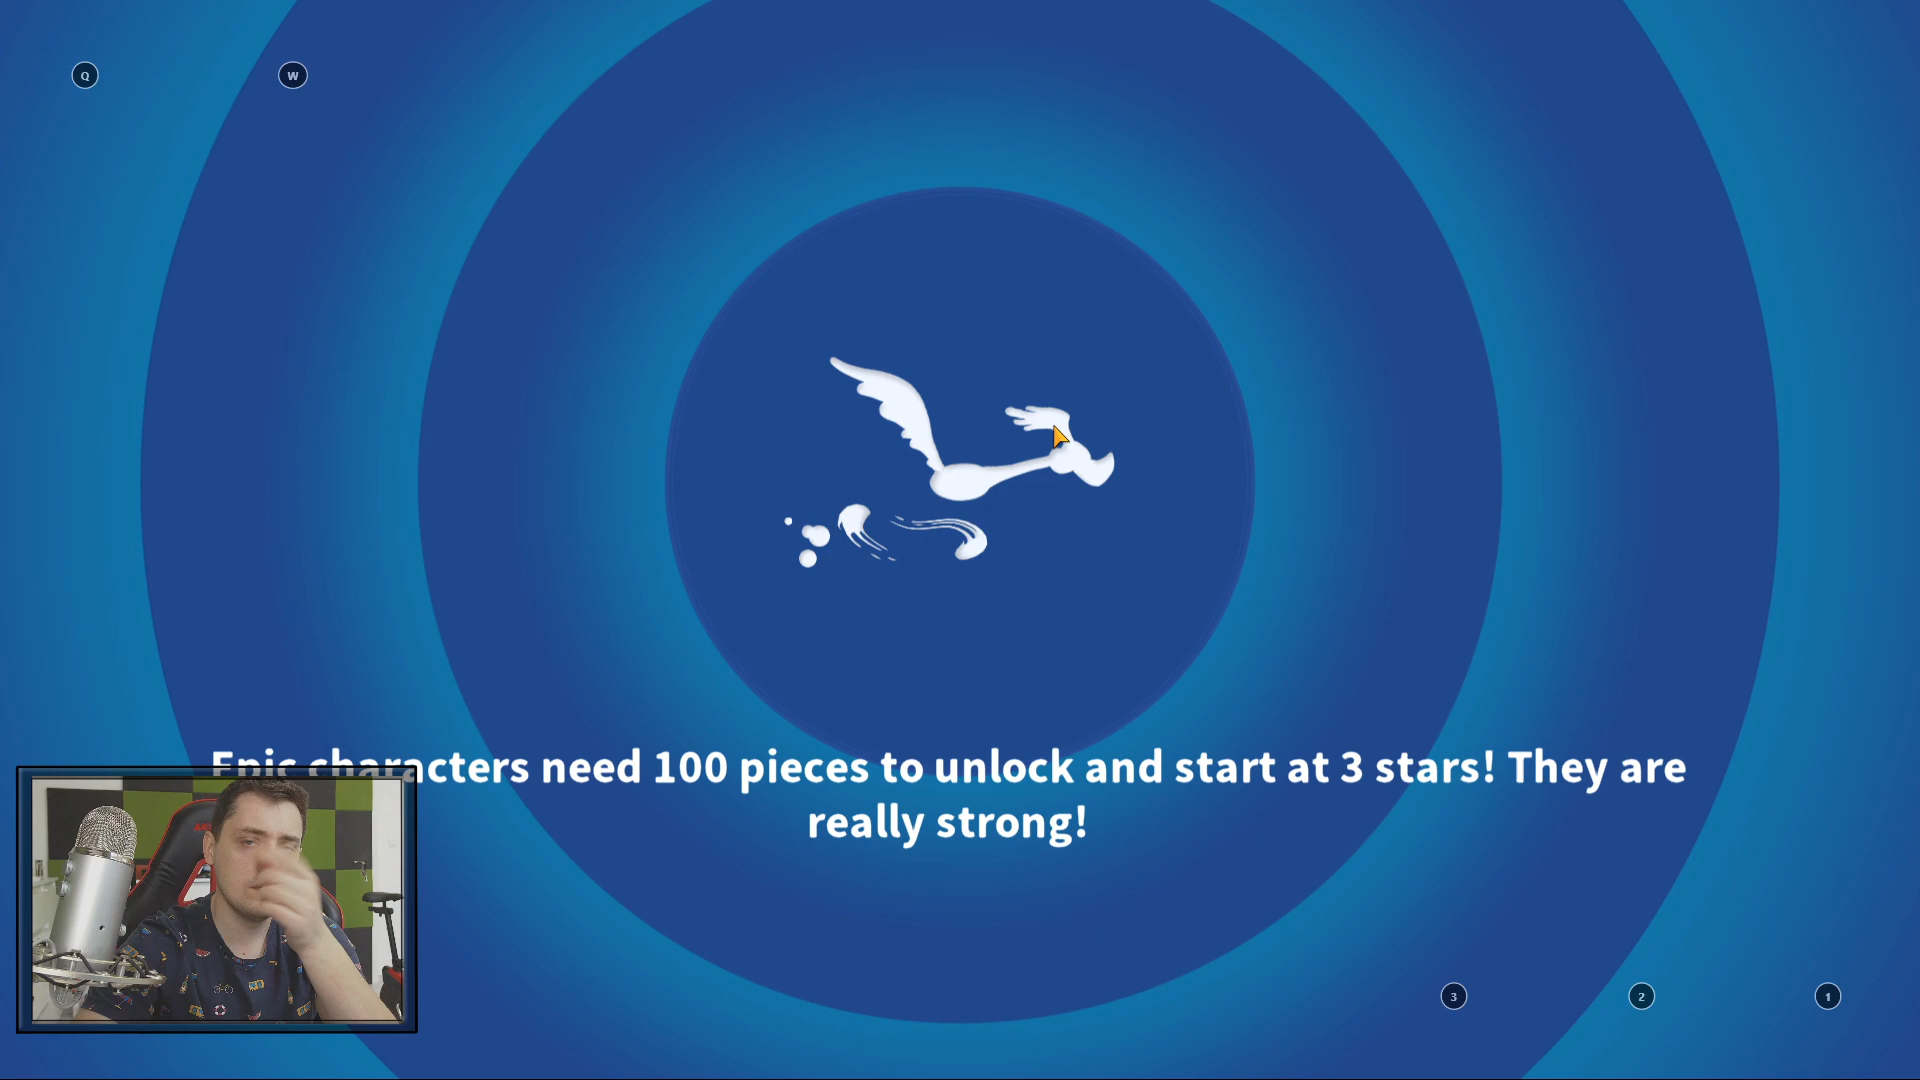 Q
W
Epic characters need 100 pieces to unlock and start at 3 stars! They are
really strong!
3
2
1